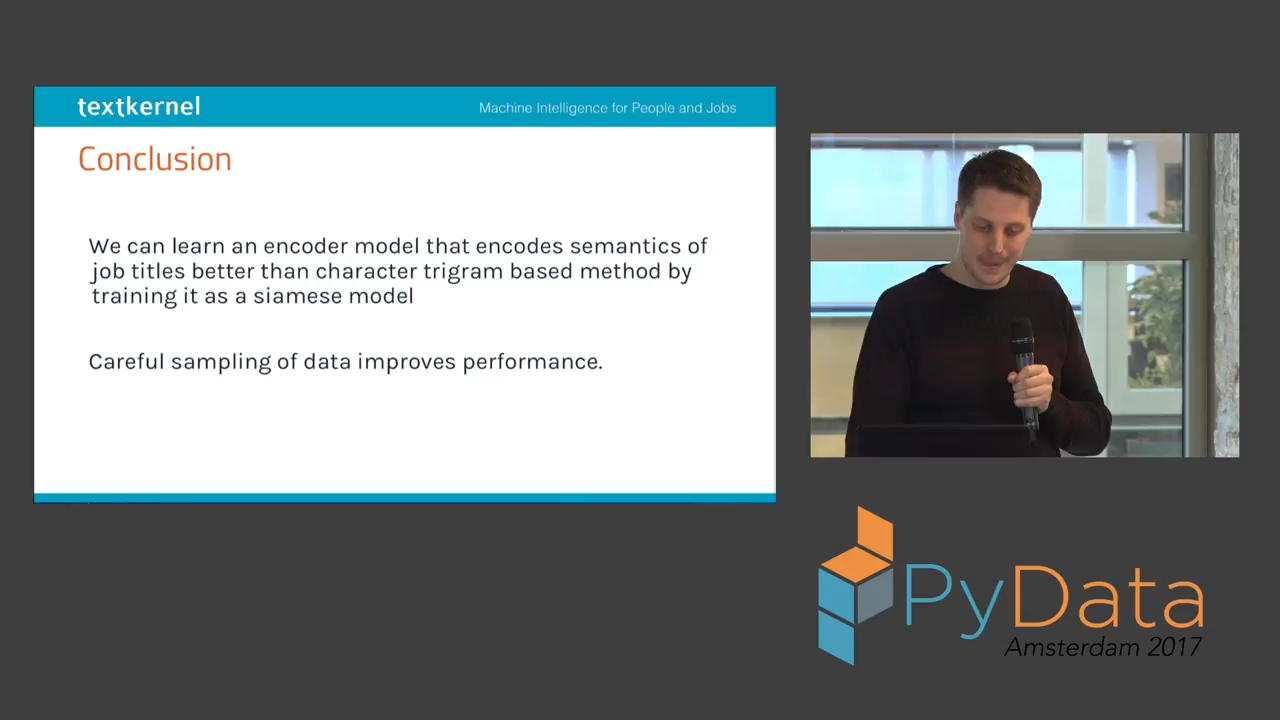 textkernel
Machine Intelligence for People and Jobs
Conclusion
We can learn an encoder model that encodes semantics of
job titles better than character trigram based method by
training it as a siamese model
Careful sampling of data improves performance.
PyData
Amsterdam 2017